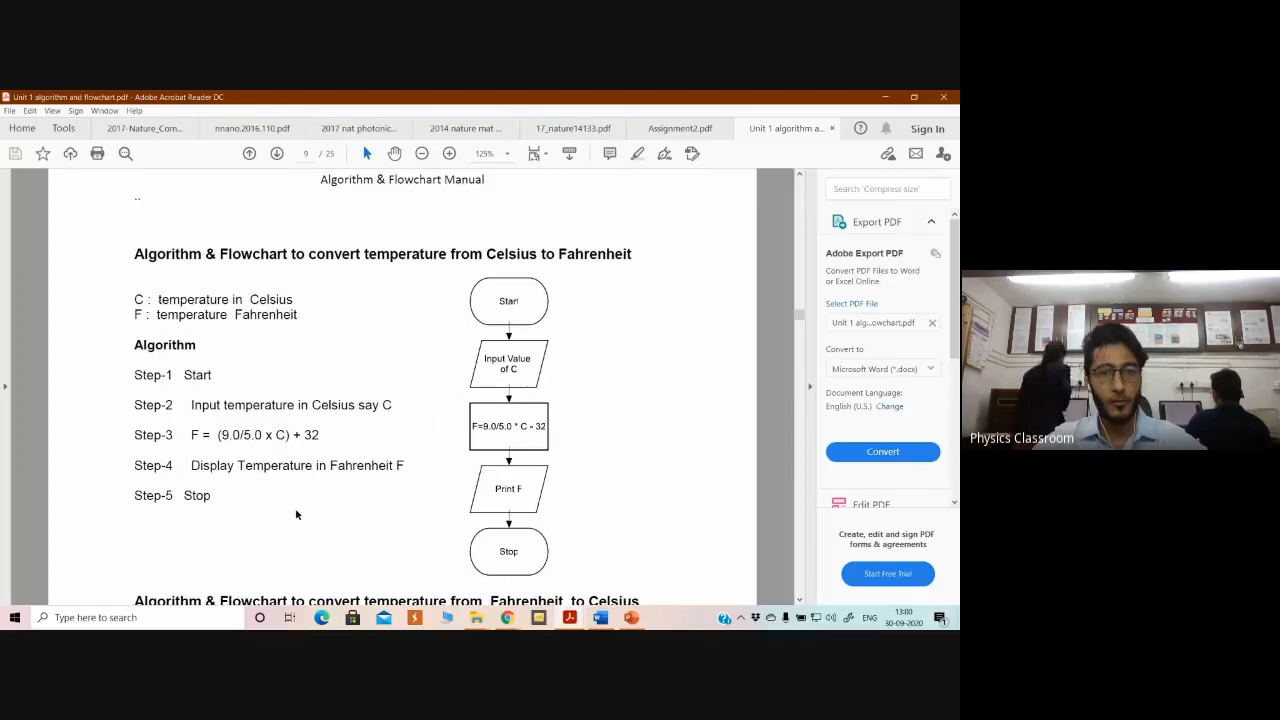 Unit 1 algorithm and flowchart.pdf - Adobe Acrobat Reader DC
File Edit View Sign Window Help
Home Tools 2017-Nature_Com... nnano.2016.110.pdf 2017 nat photonic... 2014 nature mat ... 17_nature14133.pdf Assignment2.pdf Unit 1 algorithm a... × Sign In
9 / 25 125%
Algorithm & Flowchart Manual
..
Algorithm & Flowchart to convert temperature from Celsius to Fahrenheit
C : temperature in Celsius
F : temperature Fahrenheit
Algorithm
Step-1 Start
Step-2 Input temperature in Celsius say C
Step-3 F = (9.0/5.0 x C) + 32
Step-4 Display Temperature in Fahrenheit F
Step-5 Stop
Start
Input Value
of C
F=9.0/5.0 * C - 32
Print F
Stop
Algorithm & Flowchart to convert temperature from Fahrenheit to Celsius
Search 'Compress size'
Export PDF
Adobe Export PDF
Convert PDF Files to Word
or Excel Online
Select PDF File
Unit 1 alg...owchart.pdf
Convert to
Microsoft Word (*.docx)
Document Language:
English (U.S.) Change
Convert
Edit PDF
Create, edit and sign PDF
forms & agreements
Start Free Trial
Physics Classroom
Type here to search
ENG
13:00
30-09-2020